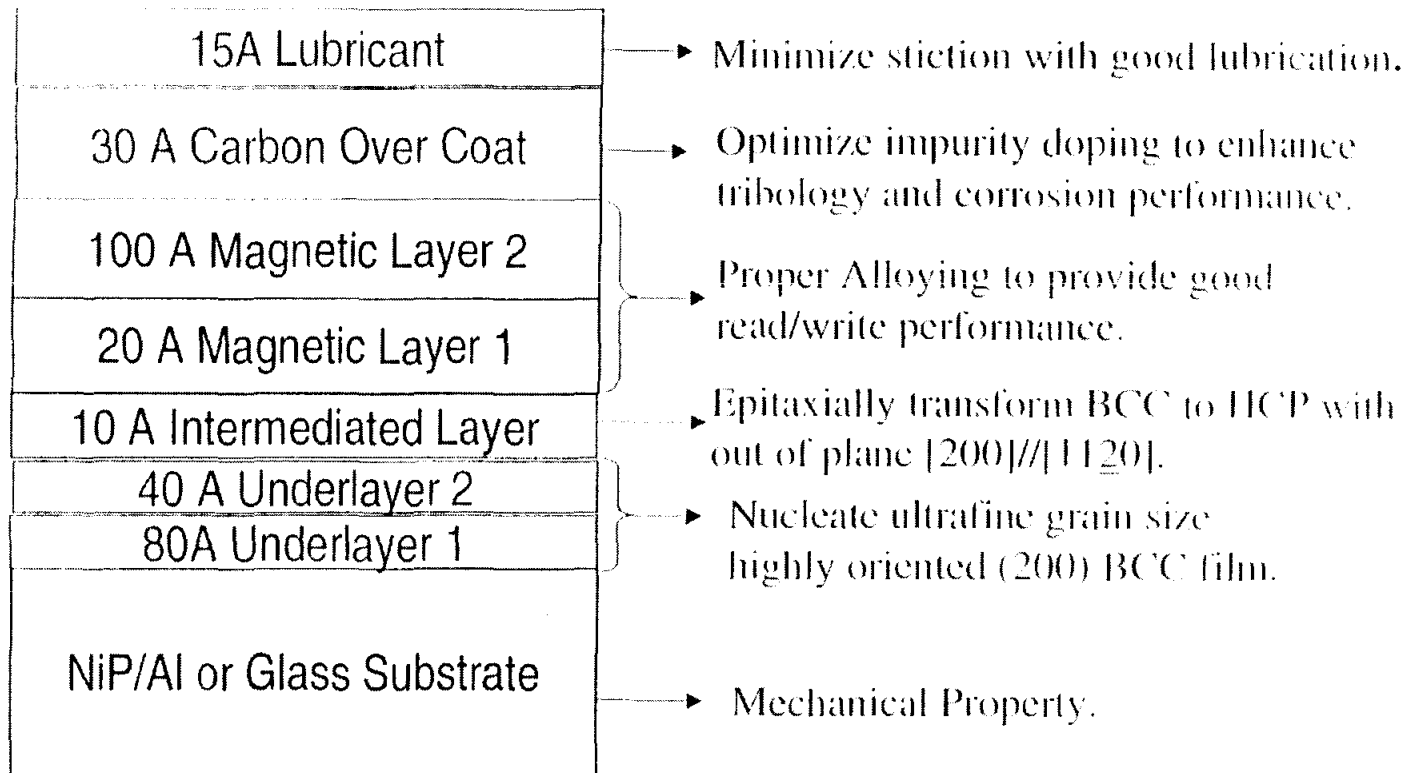 15A Lubricant
Minimize stiction with good lubrication.
30 A Carbon Over Coat
Optimize impurity doping to enhance
tribology and corrosion performance.
100 A Magnetic Layer 2
20 A Magnetic Layer 1
Proper Alloying to provide good
read/write performance.
10 A Intermediated Layer
Epitaxially transform BCC to HCP with
out of plane [200]//[1120].
40 A Underlayer 2
80A Underlayer 1
Nucleate ultrafine grain size
highly oriented (200) BCC film.
NiP/Al or Glass Substrate
Mechanical Property.